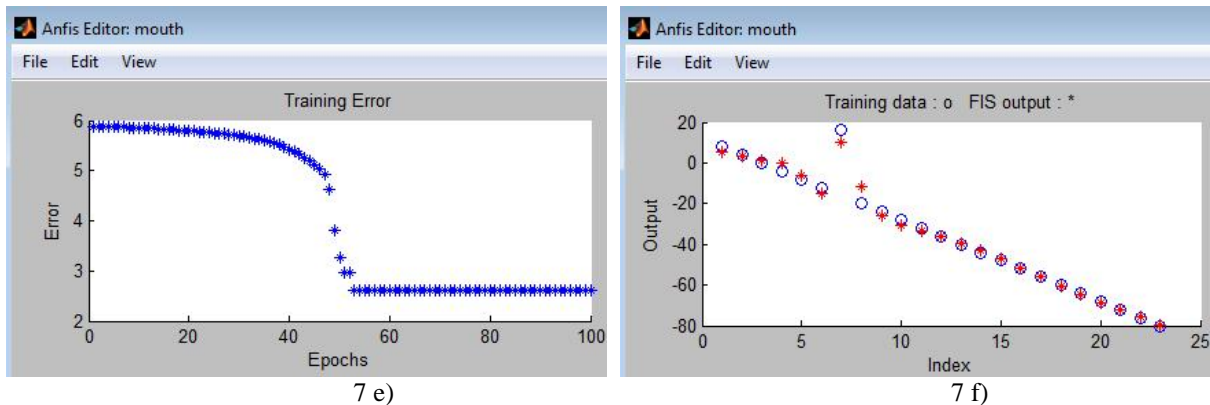 Anfis Editor: mouth
File Edit View
Training Error
6
5
4
3
2
Error
0 20 40 60 80 100
Epochs
7 e)
Anfis Editor: mouth
File Edit View
Training data : o FIS output : *
20
0
-20
-40
-60
-80
Output
0 5 10 15 20 25
Index
7 f)